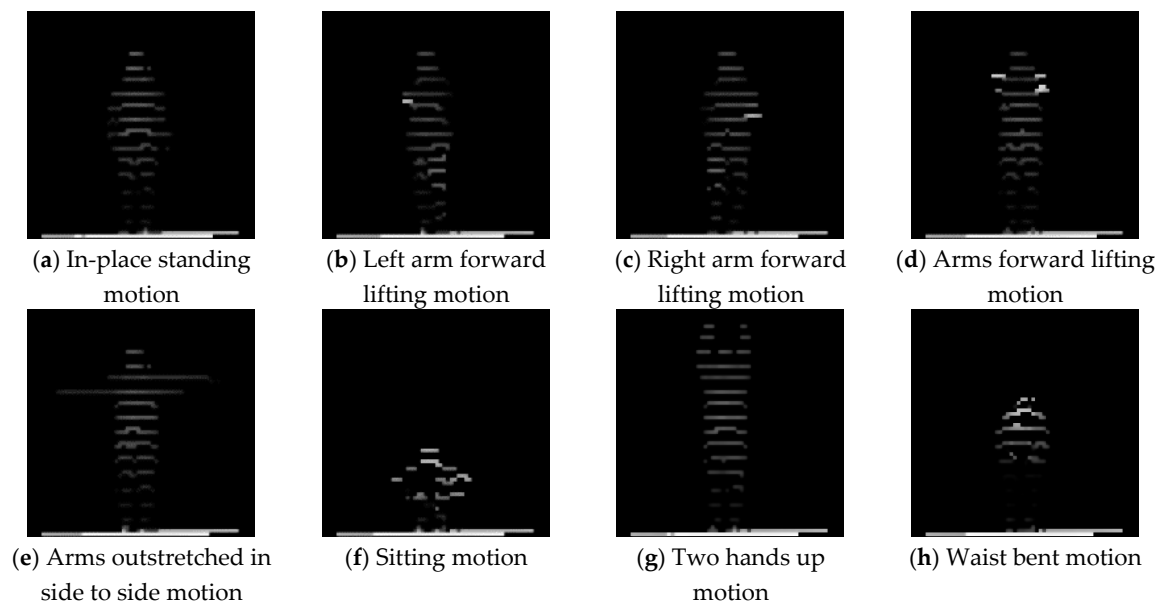 (a) In-place standing
motion
(b) Left arm forward
lifting motion
(c) Right arm forward
lifting motion
(d) Arms forward lifting
motion
(e) Arms outstretched in
side to side motion
(f) Sitting motion
(g) Two hands up
motion
(h) Waist bent motion